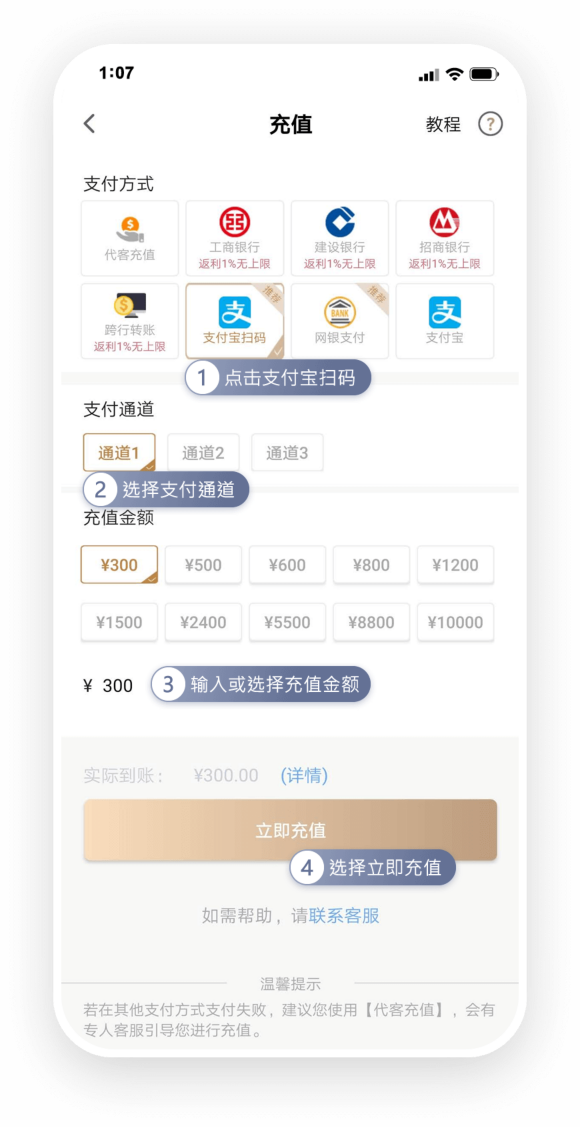 1:07
充值
教程
?
支付方式
代客充值
工商银行
返利1%无上限
建设银行
返利1%无上限
招商银行
返利1%无上限
跨行转账
返利1%无上限
支
推荐
支付宝扫码
BANK
推荐
网银支付
支
支付宝
1 点击支付宝扫码
支付通道
通道1
通道2
通道3
2 选择支付通道
充值金额
¥300
¥500
¥600
¥800
¥1200
¥1500
¥2400
¥5500
¥8800
¥10000
¥ 300
3 输入或选择充值金额
实际到账: ¥300.00 (详情)
立即充值
4 选择立即充值
如需帮助,请联系客服
温馨提示
若在其他支付方式支付失败,建议您使用【代客充值】,会有
专人客服引导您进行充值。